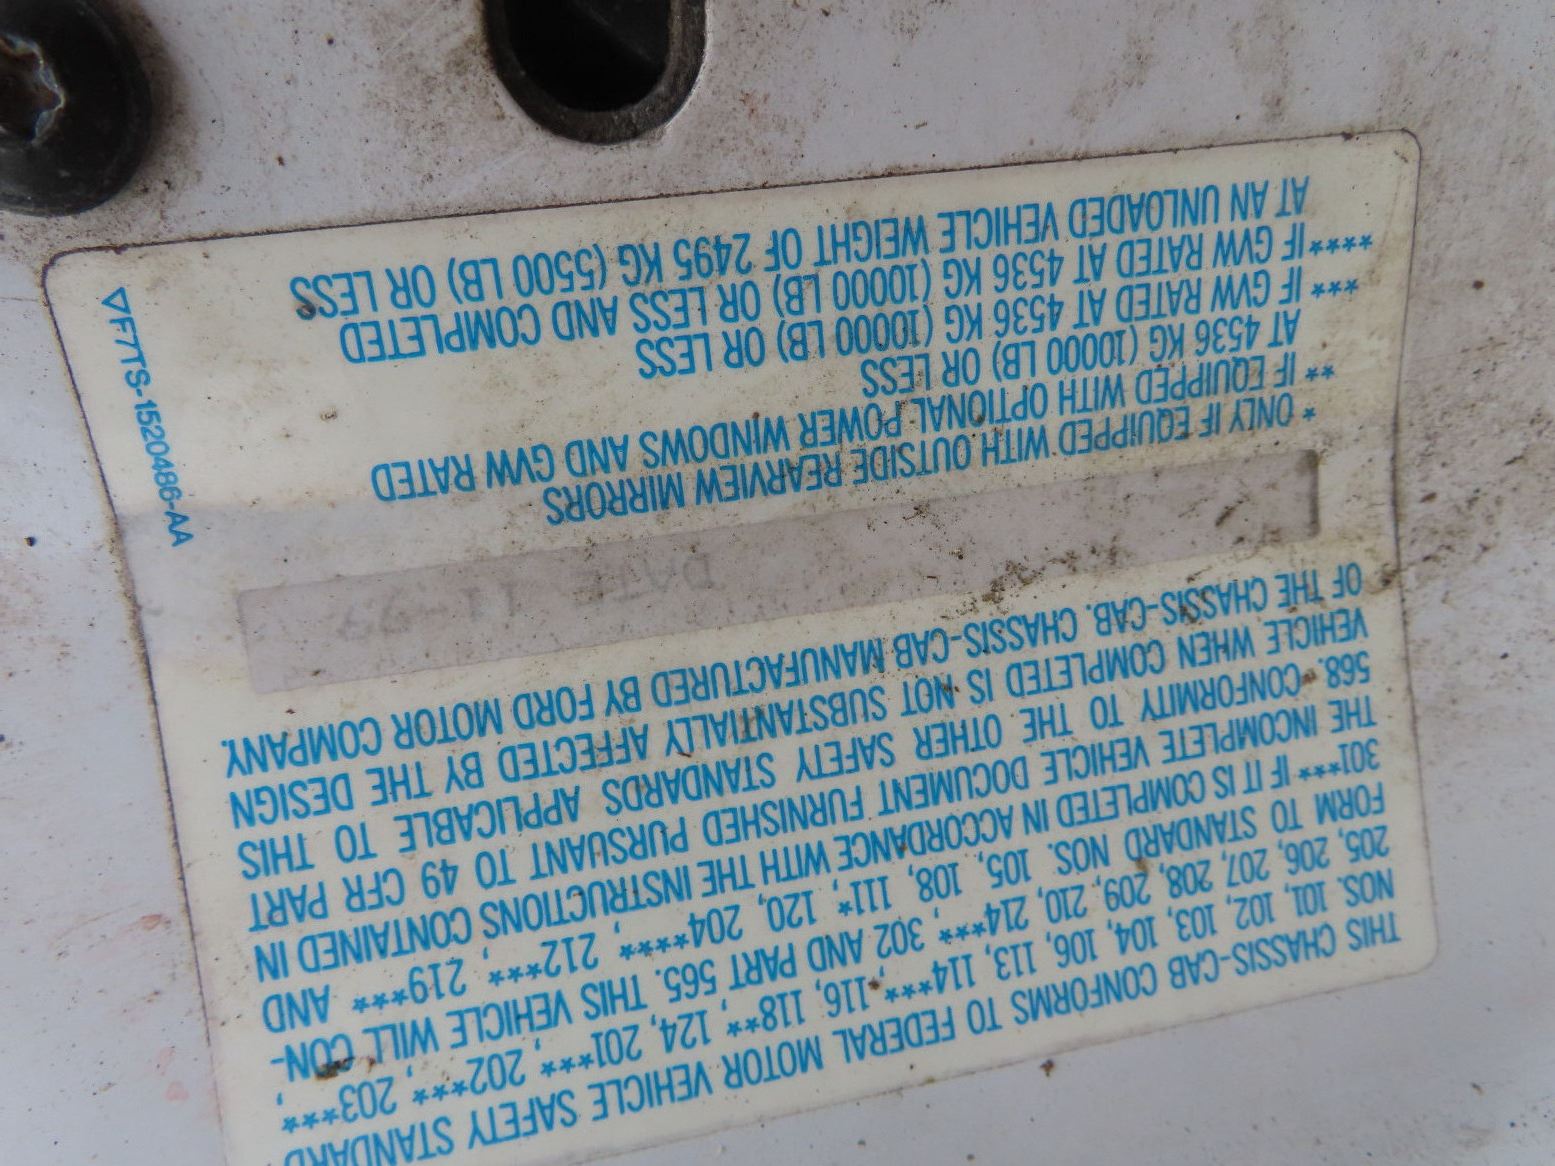 THIS CHASSIS-CAB CONFORMS TO FEDERAL MOTOR VEHICLE SAFETY STANDARD
NOS. 101, 102, 103, 104, 106, 113, 114***, 116, 118**, 124, 201***, 202***, 203***,
205, 206, 207, 208, 209, 210, 214***, 302 AND PART 565. THIS VEHICLE WILL CON-
FORM TO STANDARD NOS. 105, 108, 111*, 120, 204****, 212***, 219*** AND
301*** IF IT IS COMPLETED IN ACCORDANCE WITH THE INSTRUCTIONS CONTAINED IN
THE INCOMPLETE VEHICLE DOCUMENT FURNISHED PURSUANT TO 49 CFR PART
568. CONFORMITY TO THE OTHER SAFETY STANDARDS APPLICABLE TO THIS
VEHICLE WHEN COMPLETED IS NOT SUBSTANTIALLY AFFECTED BY THE DESIGN
OF THE CHASSIS-CAB. CHASSIS-CAB MANUFACTURED BY FORD MOTOR COMPANY.
DATE 11-97
* ONLY IF EQUIPPED WITH OUTSIDE REARVIEW MIRRORS
** IF EQUIPPED WITH OPTIONAL POWER WINDOWS AND GVW RATED
AT 4536 KG (10000 LB) OR LESS
*** IF GVW RATED AT 4536 KG (10000 LB) OR LESS
**** IF GVW RATED AT 4536 KG (10000 LB) OR LESS AND COMPLETED
AT AN UNLOADED VEHICLE WEIGHT OF 2495 KG (5500 LB) OR LESS
F7TS-1520486-AA